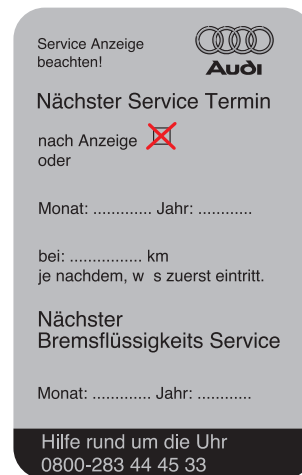 Service Anzeige
beachten!
Audi
Nächster Service Termin
nach Anzeige
oder
Monat: ............. Jahr: ............
bei: ................ km
je nachdem, w s zuerst eintritt.
Nächster
Bremsflüssigkeits Service
Monat: ............. Jahr: ............
Hilfe rund um die Uhr
0800-283 44 45 33